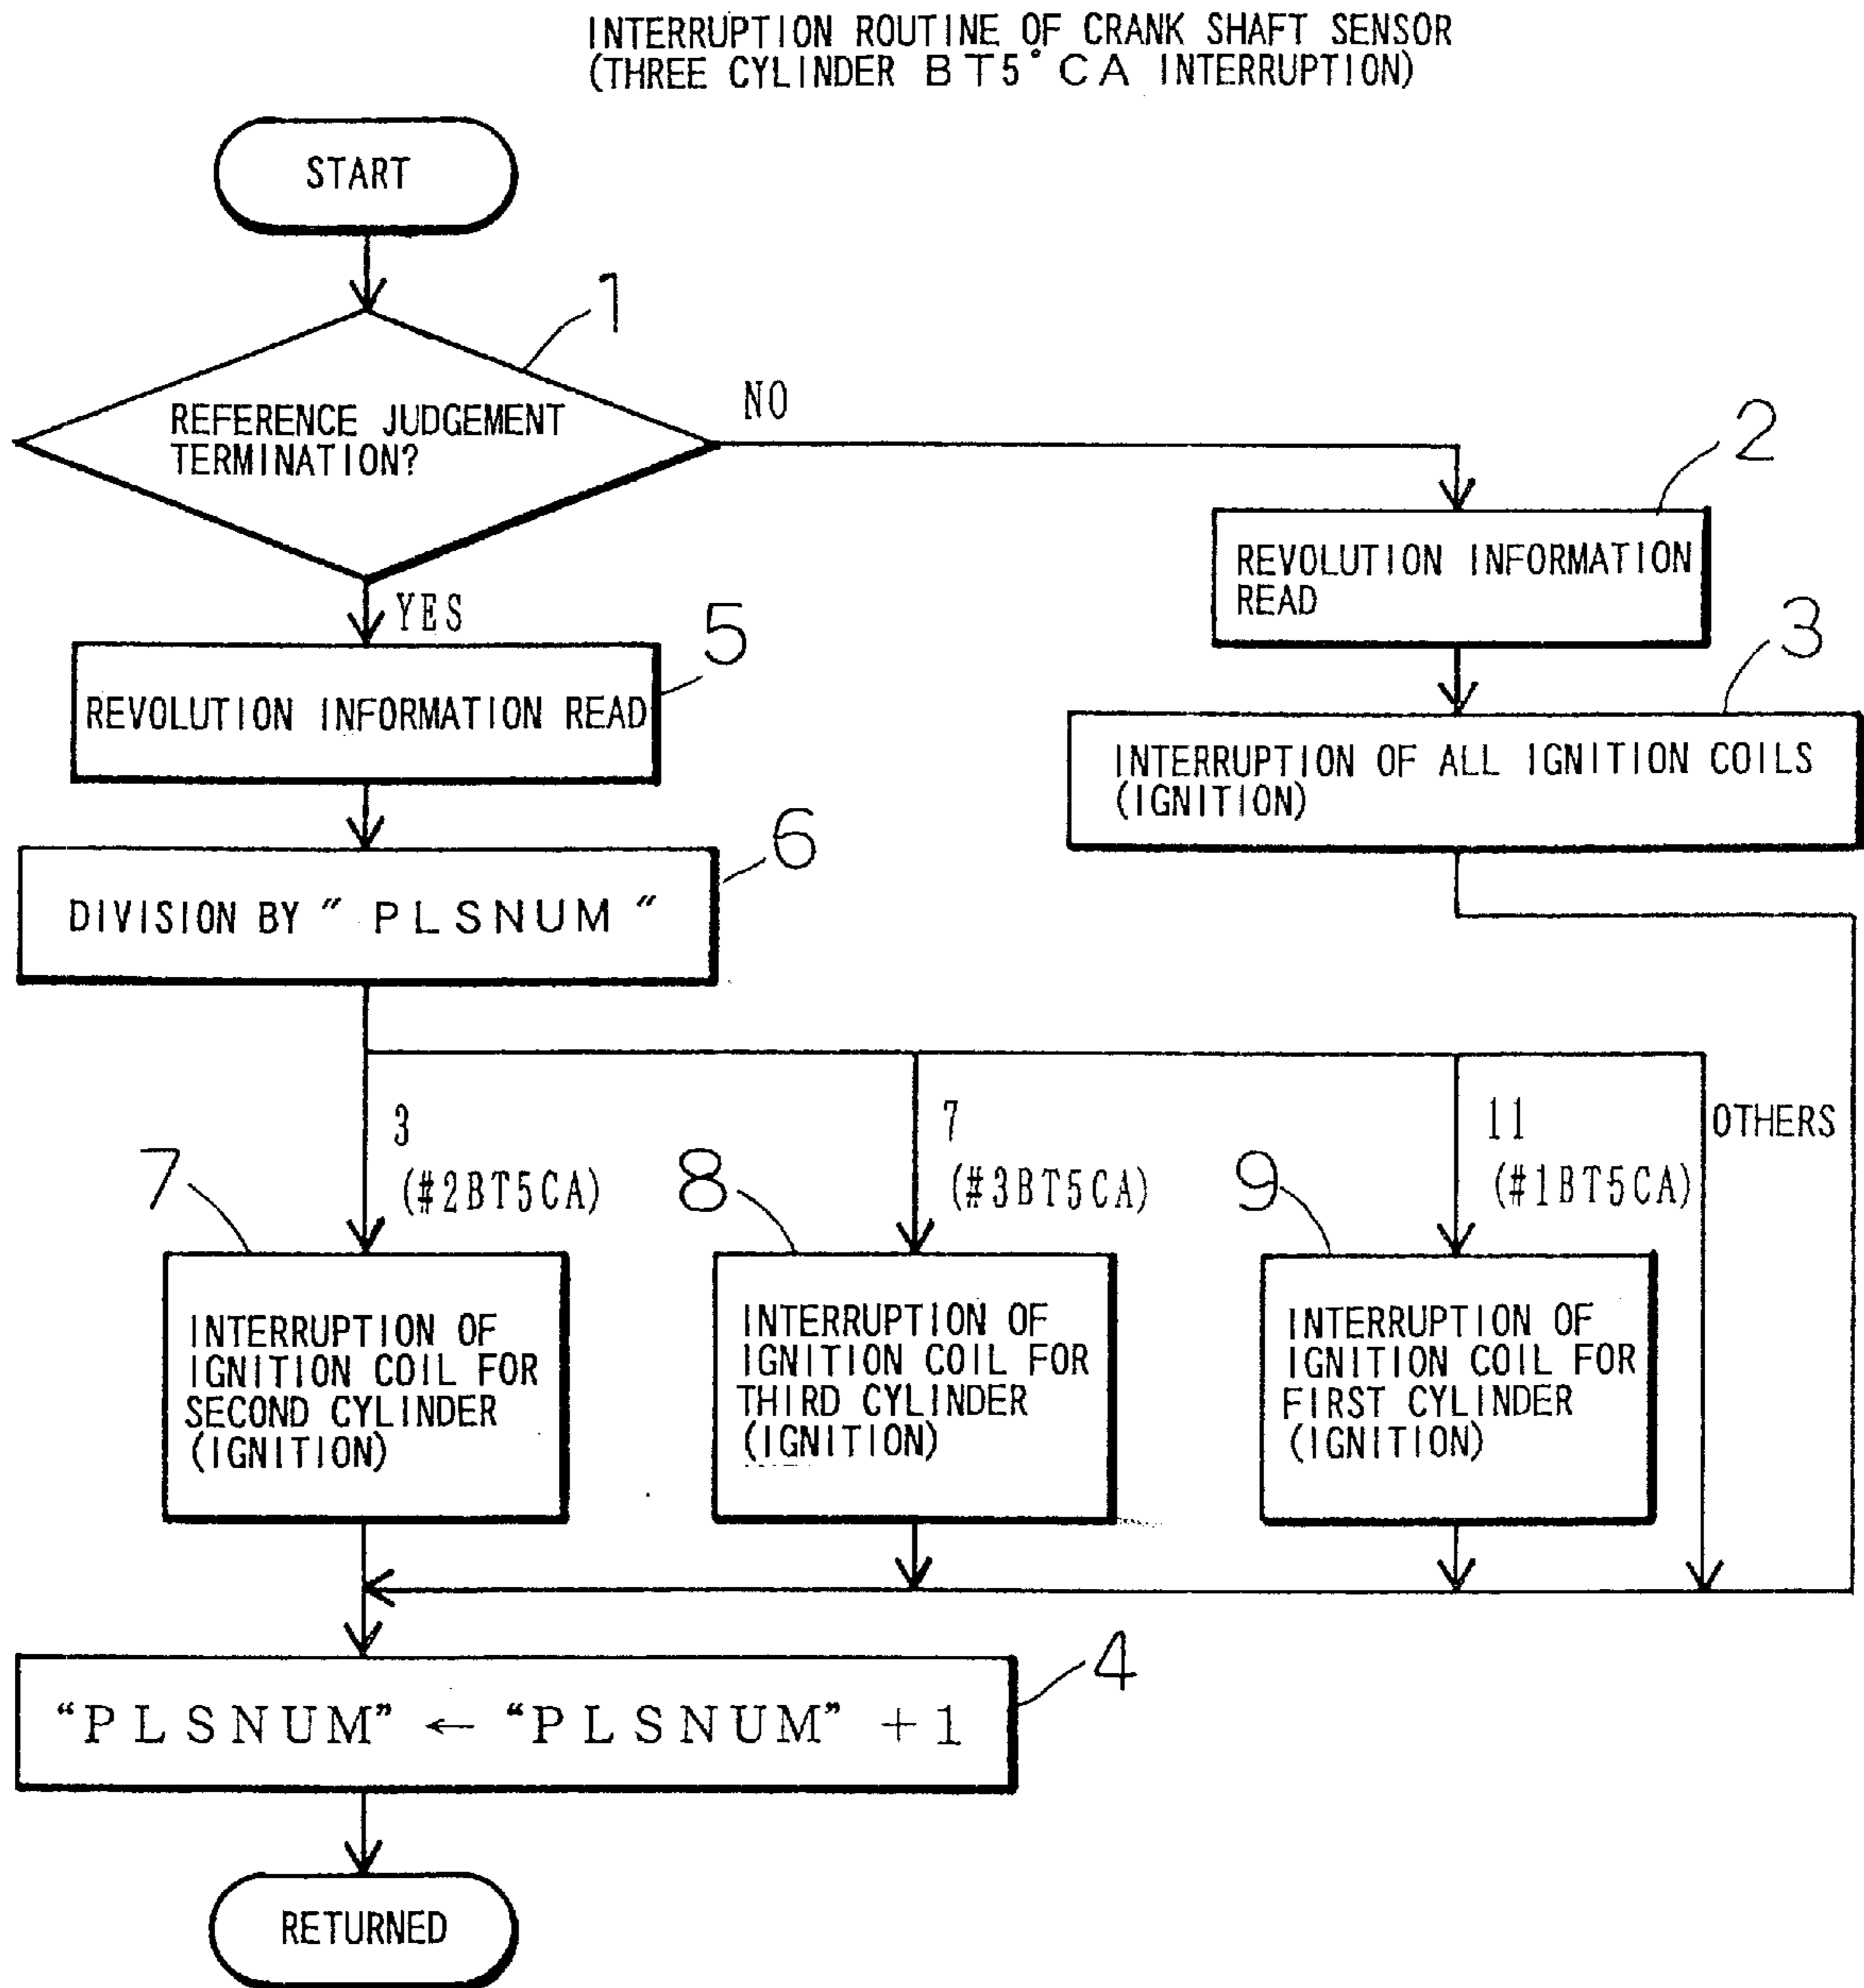 INTERRUPTION ROUTINE OF CRANK SHAFT SENSOR
(THREE CYLINDER BT5°CA INTERRUPTION)
START
1
REFERENCE JUDGEMENT
TERMINATION?
NO
2
REVOLUTION INFORMATION
READ
YES
3
INTERRUPTION OF ALL IGNITION COILS
(IGNITION)
5
REVOLUTION INFORMATION READ
6
DIVISION BY " PLSNUM "
3
(#2BT5CA)
7
(#3BT5CA)
11
(#1BT5CA)
OTHERS
7
INTERRUPTION OF
IGNITION COIL FOR
SECOND CYLINDER
(IGNITION)
8
INTERRUPTION OF
IGNITION COIL FOR
THIRD CYLINDER
(IGNITION)
9
INTERRUPTION OF
IGNITION COIL FOR
FIRST CYLINDER
(IGNITION)
4
“PLSNUM” ← “PLSNUM” +1
RETURNED